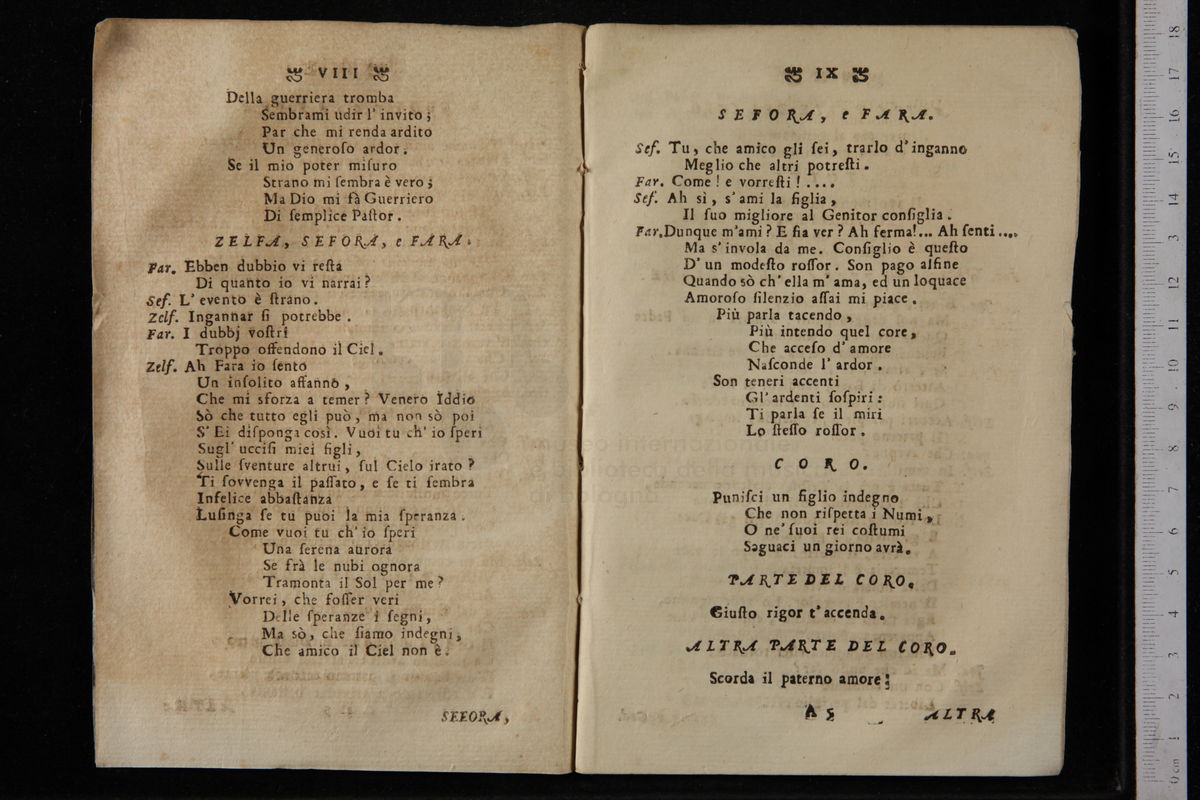 VIII
Della guerriera tromba
Sembrami udir l' invito;
Par che mi renda ardito
Un generoſo ardor.
Se il mio poter miſuro
Strano mi ſembra è vero;
Ma Dio mi fà Guerriero
Di ſemplice Paſtor.
ZELFA, SEFORA, e FARA.
Far. Ebben dubbio vi reſta
Di quanto io vi narrai?
Sef. L' evento è ſtrano.
Zelf. Ingannar ſi potrebbe.
Far. I dubbj voſtri
Troppo offendono il Ciel.
Zelf. Ah Fara io ſento
Un inſolito affanno,
Che mi sforza a temer? Venero Iddio
Sò che tutto egli può, ma non sò poi
S' Ei diſponga così. Vuoi tu ch' io ſperi
Sugl' uccifi miei figli,
Sulle ſventure altrui, ſul Cielo irato?
Ti ſovvenga il paſſato, e ſe ti ſembra
Infelice abbaſtanza
Luſinga ſe tu puoi la mia ſperanza.
Come vuoi tu ch' io ſperi
Una ſerena aurora
Se frà le nubi ognora
Tramonta il Sol per me?
Vorrei, che foſſer veri
Delle ſperanze i ſegni,
Ma sò, che ſiamo indegni,
Che amico il Ciel non è.
SEFORA,
IX
SEFORA, e FARA.
Sef. Tu, che amico gli ſei, trarlo d' inganno
Meglio che altri potreſti.
Far. Come! e vorreſti!....
Sef. Ah sì, s' ami la figlia,
Il ſuo migliore al Genitor conſiglia.
Far. Dunque m'ami? E fia ver? Ah ferma!... Ah ſenti....
Ma s' invola da me. Conſiglio è queſto
D' un modeſto roſſor. Son pago alfine
Quando sò ch' ella m' ama, ed un loquace
Amoroſo ſilenzio aſſai mi piace.
Più parla tacendo,
Più intendo quel core,
Che acceſo d' amore
Naſconde l' ardor.
Son teneri accenti
Gl' ardenti ſoſpiri:
Ti parla ſe il miri
Lo ſteſſo roſſor.
CORO.
Puniſci un figlio indegno
Che non riſpetta i Numi,
O ne' ſuoi rei coſtumi
Saguaci un giorno avrà.
PARTE DEL CORO.
Giuſto rigor t' accenda.
ALTRA PARTE DEL CORO.
Scorda il paterno amore;
A 5
ALTRA